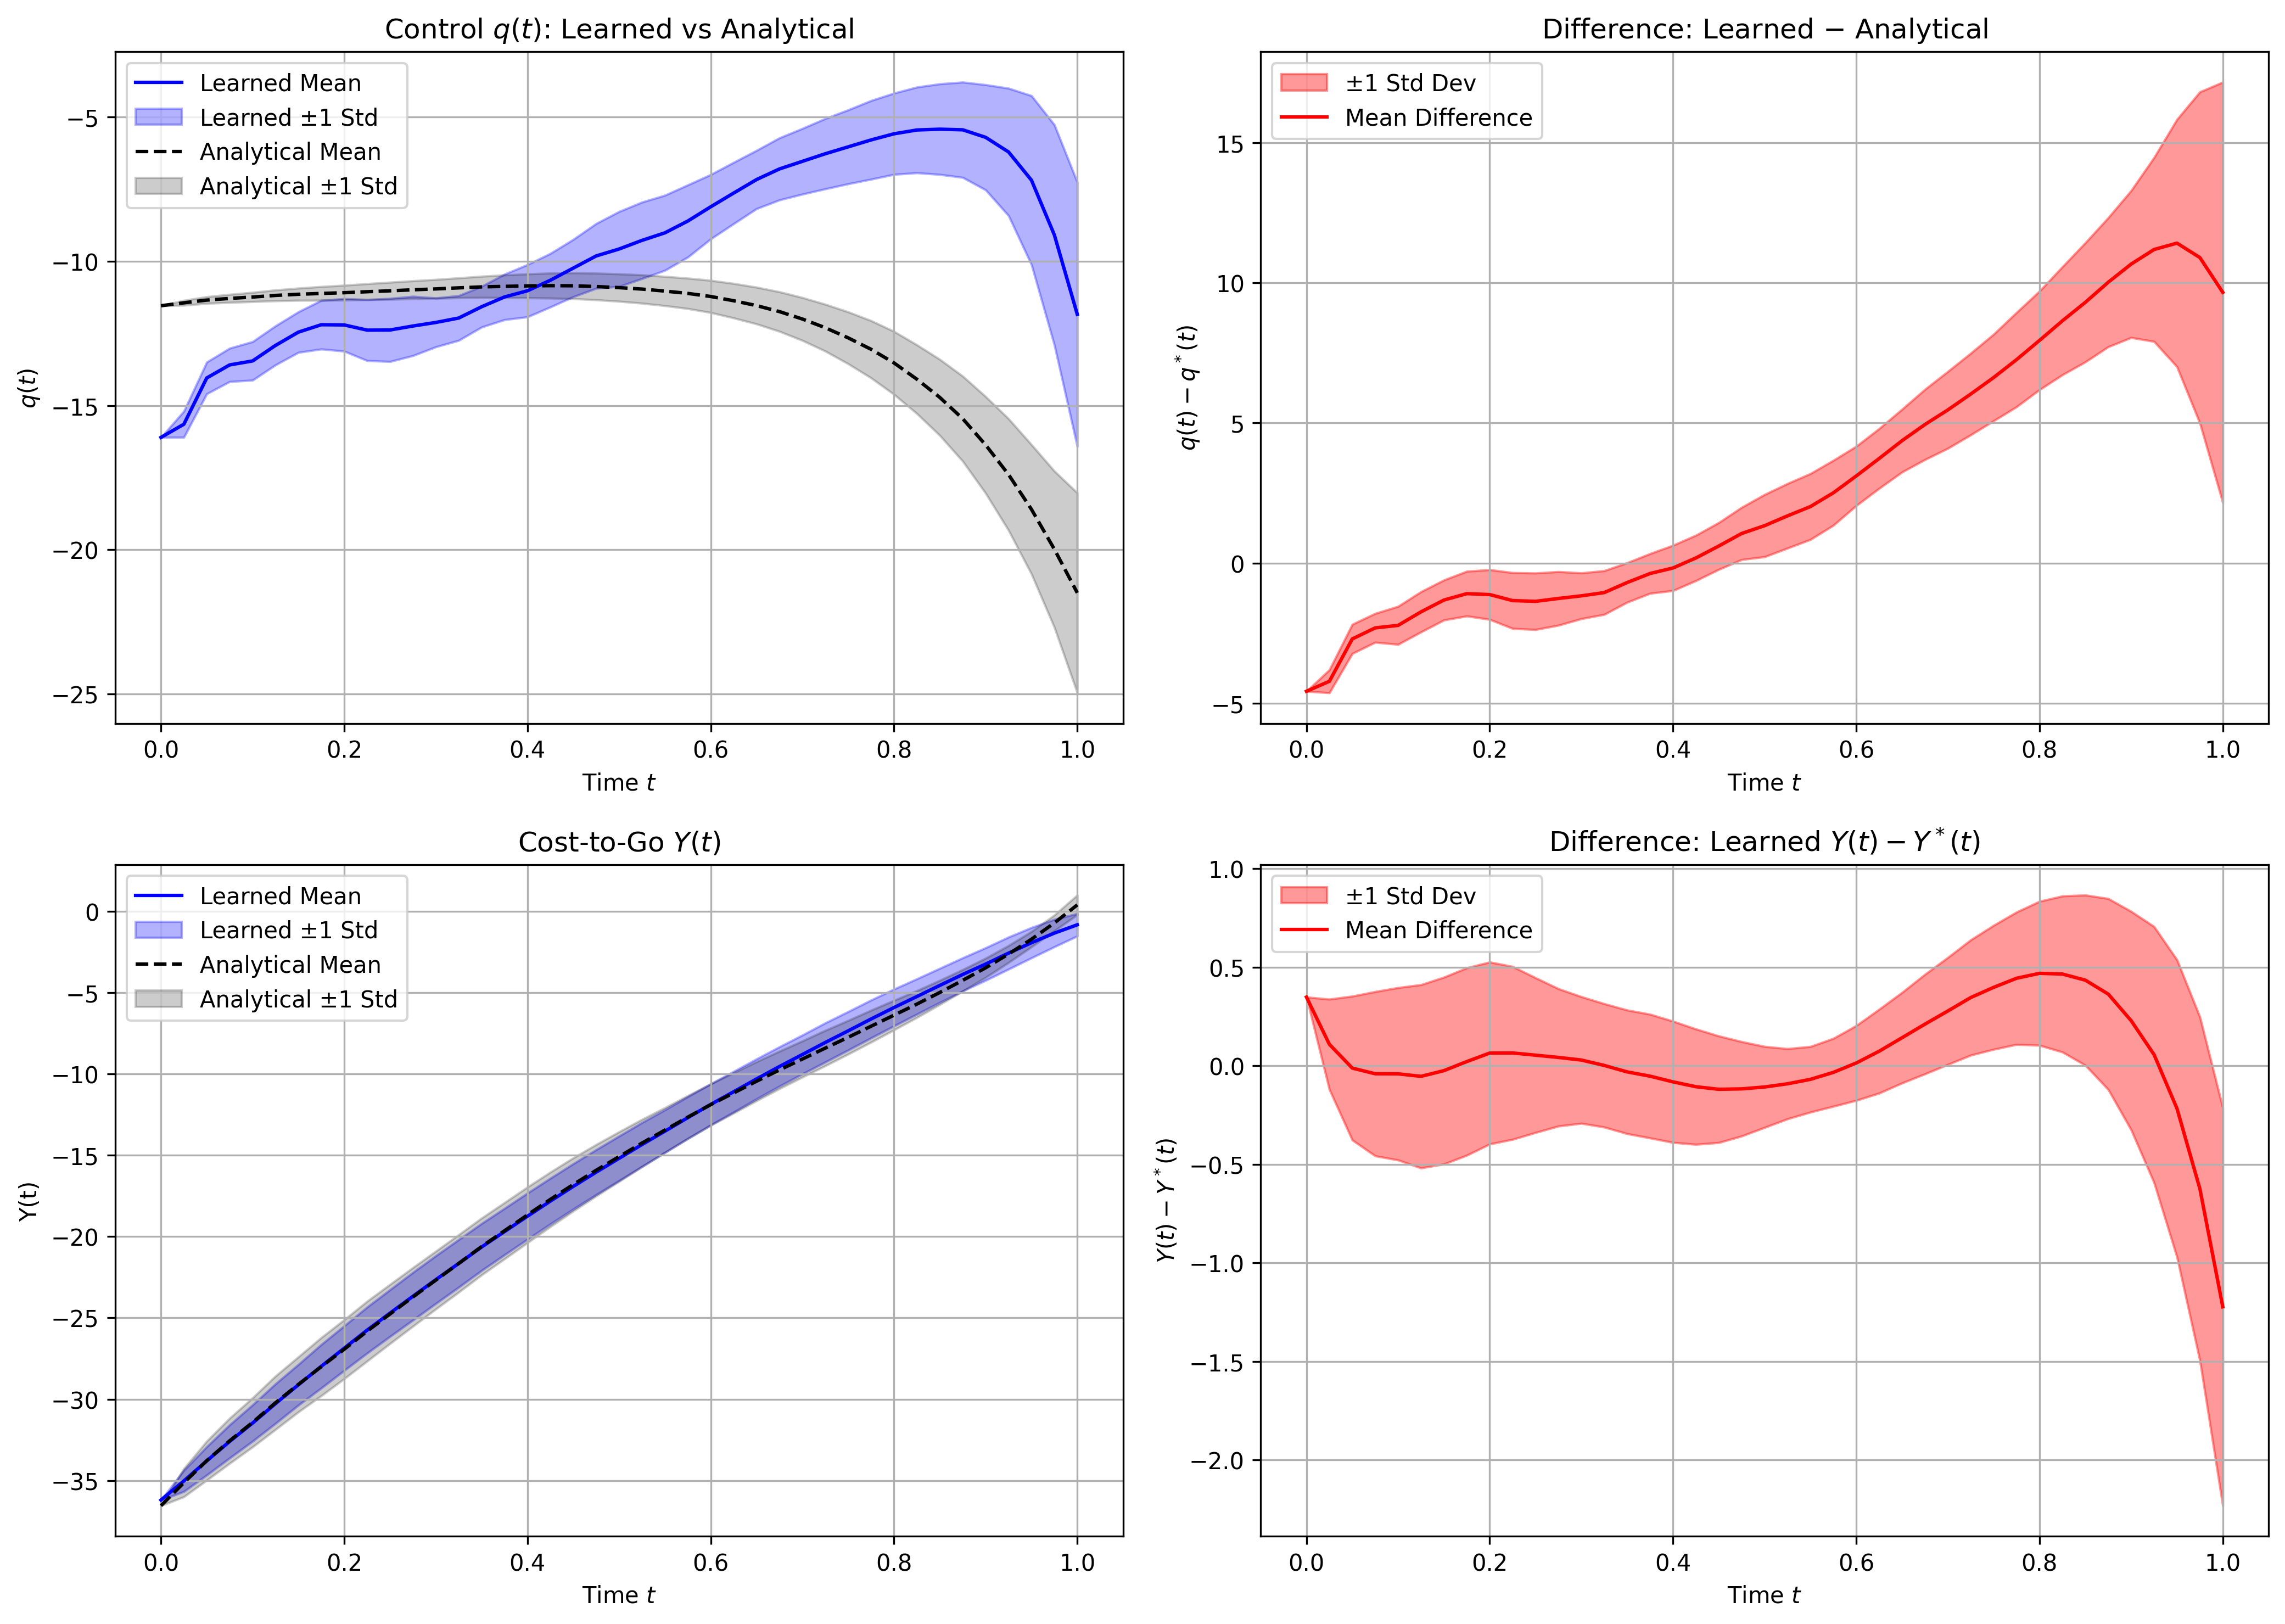 Control q(t): Learned vs Analytical
Learned Mean
Learned ±1 Std
Analytical Mean
Analytical ±1 Std
−5
−10
−15
−20
−25
q(t)
0.0 0.2 0.4 0.6 0.8 1.0
Time t
Difference: Learned − Analytical
±1 Std Dev
Mean Difference
15
10
5
0
−5
q(t) − q*(t)
0.0 0.2 0.4 0.6 0.8 1.0
Time t
Cost-to-Go Y(t)
Learned Mean
Learned ±1 Std
Analytical Mean
Analytical ±1 Std
0
−5
−10
−15
−20
−25
−30
−35
Y(t)
0.0 0.2 0.4 0.6 0.8 1.0
Time t
Difference: Learned Y(t) − Y*(t)
±1 Std Dev
Mean Difference
1.0
0.5
0.0
−0.5
−1.0
−1.5
−2.0
Y(t) − Y*(t)
0.0 0.2 0.4 0.6 0.8 1.0
Time t